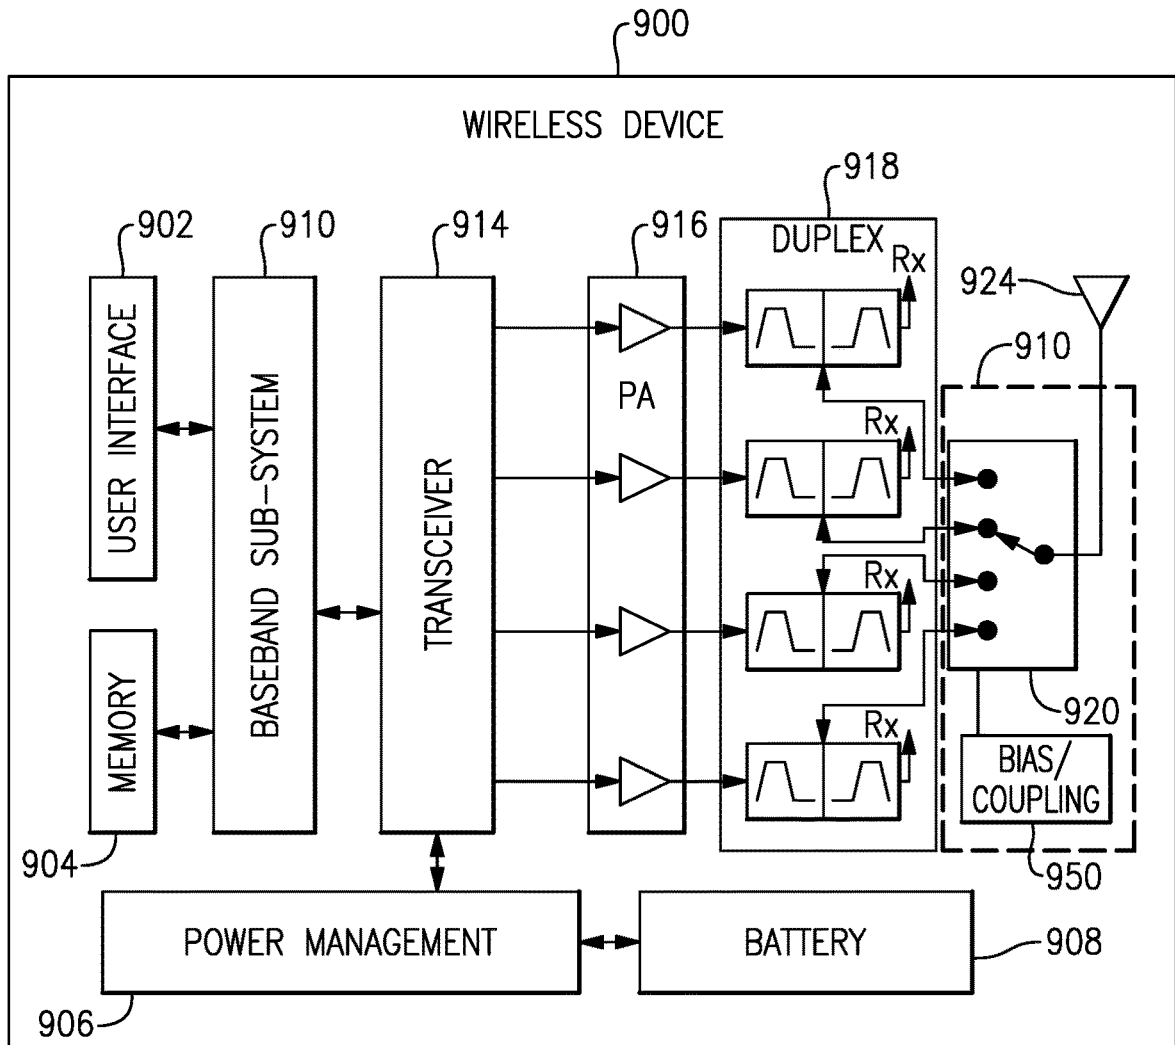 900
WIRELESS DEVICE
918
902
910
914
916
DUPLEX
Rx
924
910
USER INTERFACE
BASEBAND SUB-SYSTEM
TRANSCEIVER
PA
Rx
Rx
Rx
920
MEMORY
BIAS/
COUPLING
904
950
POWER MANAGEMENT
BATTERY
908
906